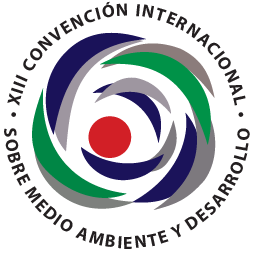 XIII CONVENCIÓN INTERNACIONAL
SOBRE MEDIO AMBIENTE Y DESARROLLO